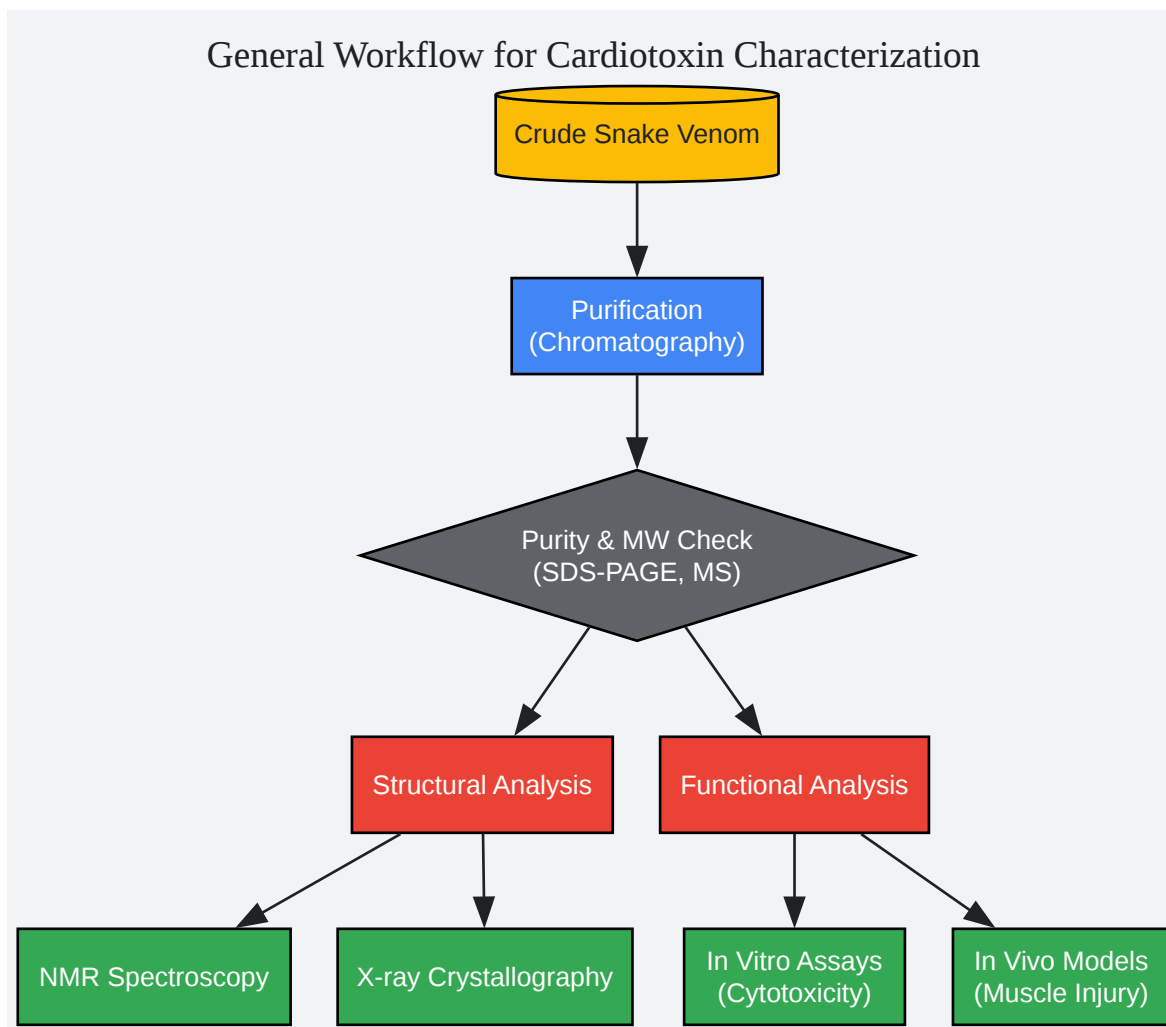 General Workflow for Cardiotoxin Characterization
Crude Snake Venom
Purification
(Chromatography)
Purity & MW Check
(SDS-PAGE, MS)
Structural Analysis
Functional Analysis
NMR Spectroscopy
X-ray Crystallography
In Vitro Assays
(Cytotoxicity)
In Vivo Models
(Muscle Injury)